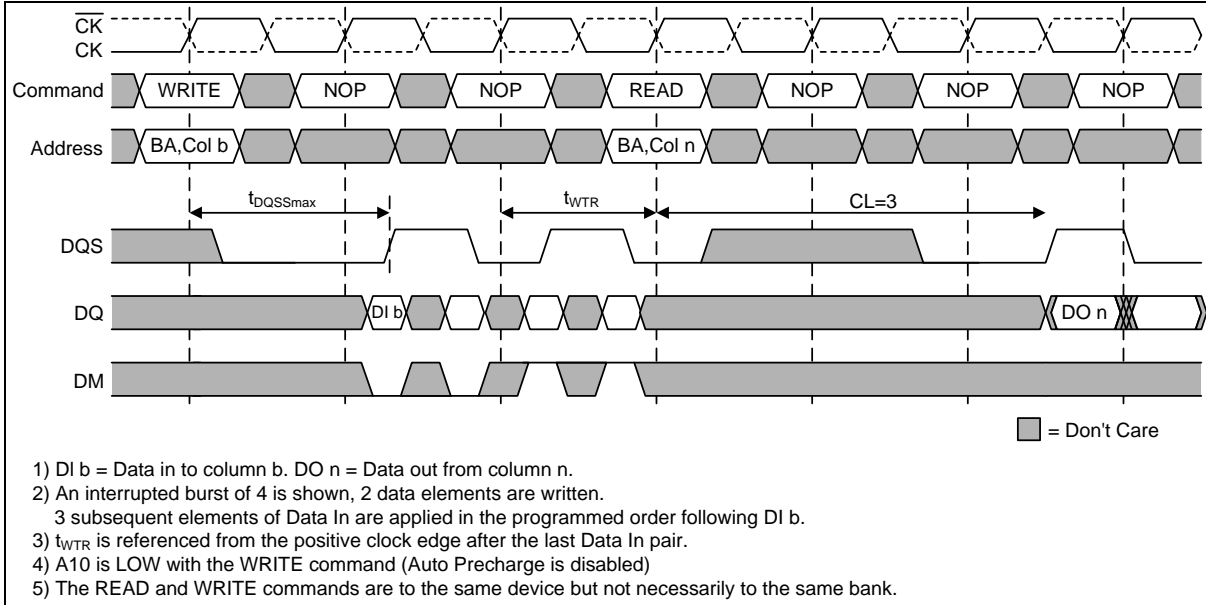 CK
CK
Command WRITE NOP NOP READ NOP NOP NOP
Address BA,Col b BA,Col n
tDQSSmax tWTR CL=3
DQS
DQ DI b DO n
DM
= Don't Care
1) DI b = Data in to column b. DO n = Data out from column n.
2) An interrupted burst of 4 is shown, 2 data elements are written.
3 subsequent elements of Data In are applied in the programmed order following DI b.
3) tWTR is referenced from the positive clock edge after the last Data In pair.
4) A10 is LOW with the WRITE command (Auto Precharge is disabled)
5) The READ and WRITE commands are to the same device but not necessarily to the same bank.